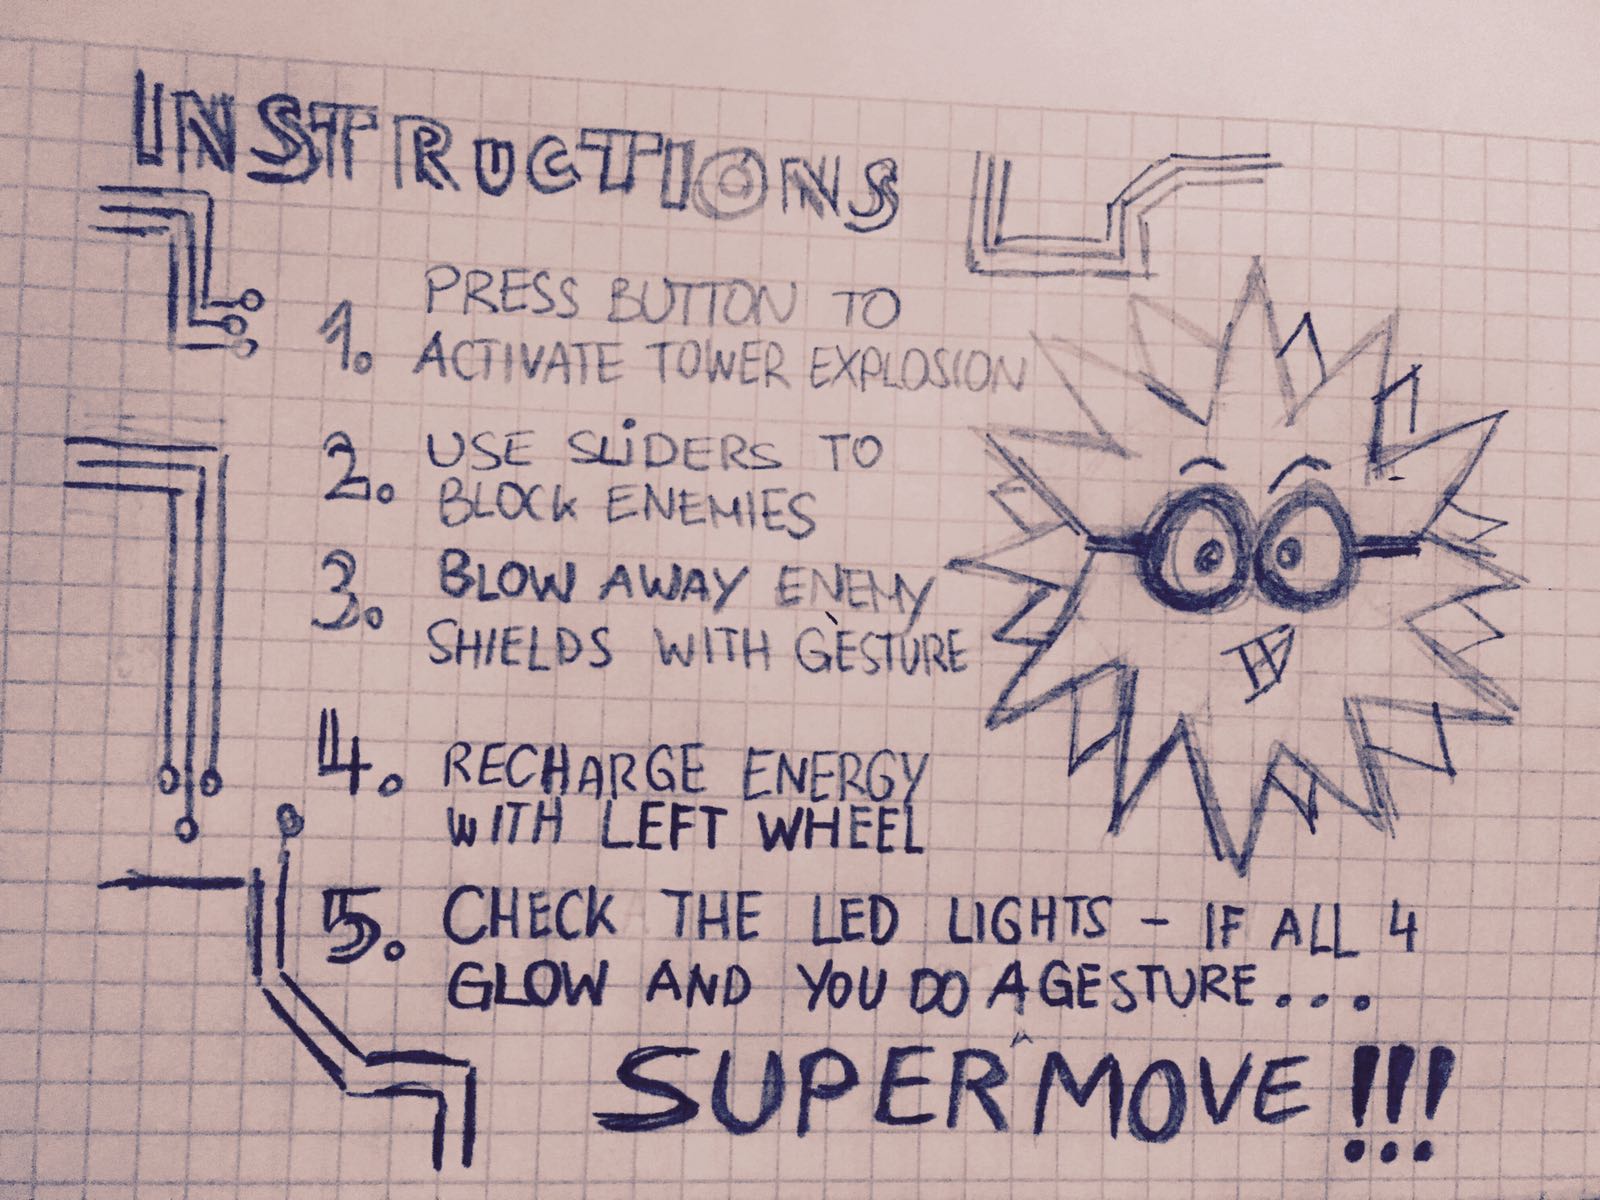 INSTRUCTIONS
1. PRESS BUTTON TO
ACTIVATE TOWER EXPLOSION
2. USE SLiDERS TO
BLOCK ENEMIES
3. BLOW AWAY ENEMY
SHIELDS WITH GESTURE
4. RECHARGE ENERGY
WITH LEFT WHEEL
5. CHECK THE LED LIGHTS - IF ALL 4
GLOW AND YOU DO A GESTURE...
SUPER MOVE!!!